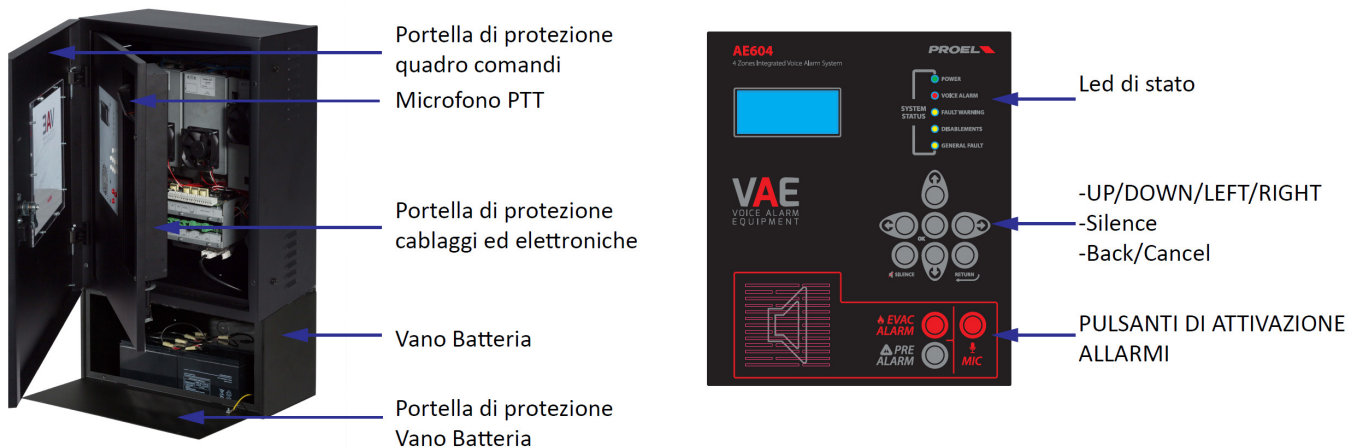 Portella di protezione
quadro comandi
Microfono PTT
Portella di protezione
cablaggi ed elettroniche
Vano Batteria
Portella di protezione
Vano Batteria
VAE
AE604
4 Zones Integrated Voice Alarm System
PROEL
SYSTEM
STATUS
POWER
VOICE ALARM
FAULT WARNING
DISABLEMENTS
GENERAL FAULT
VAE
VOICE ALARM
EQUIPMENT
OK
SILENCE
RETURN
EVAC
ALARM
PRE
ALARM
MIC
Led di stato
-UP/DOWN/LEFT/RIGHT
-Silence
-Back/Cancel
PULSANTI DI ATTIVAZIONE
ALLARMI